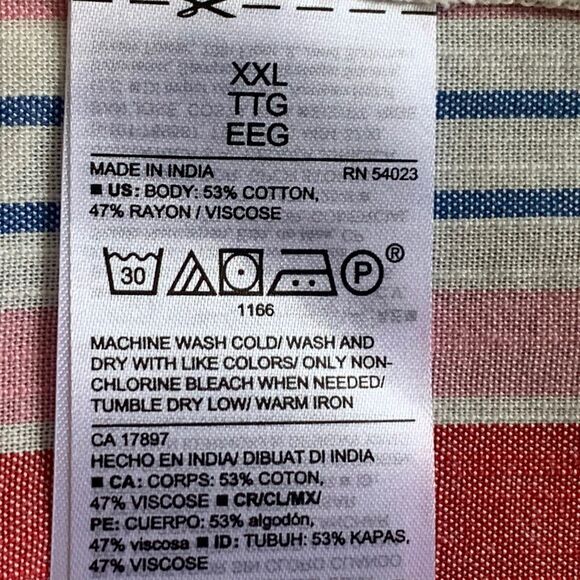 XXL
TTG
EEG
MADE IN INDIA RN 54023
■ US: BODY: 53% COTTON,
47% RAYON / VISCOSE
30 P ®
1166
MACHINE WASH COLD/ WASH AND
DRY WITH LIKE COLORS/ ONLY NON-
CHLORINE BLEACH WHEN NEEDED/
TUMBLE DRY LOW/ WARM IRON
CA 17897
HECHO EN INDIA/ DIBUAT DI INDIA
■ CA: CORPS: 53% COTON,
47% VISCOSE ■ CR/CL/MX/
PE: CUERPO: 53% algodón,
47% viscosa ■ ID: TUBUH: 53% KAPAS,
47% VISCOSE